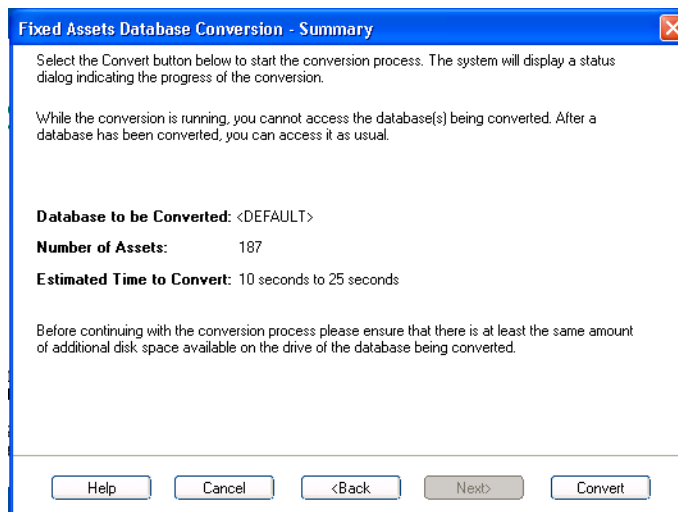 Fixed Assets Database Conversion - Summary
Select the Convert button below to start the conversion process. The system will display a status
dialog indicating the progress of the conversion.
While the conversion is running, you cannot access the database(s) being converted. After a
database has been converted, you can access it as usual.
Database to be Converted: <DEFAULT>
Number of Assets: 187
Estimated Time to Convert: 10 seconds to 25 seconds
Before continuing with the conversion process please ensure that there is at least the same amount
of additional disk space available on the drive of the database being converted.
Help Cancel <Back Next> Convert